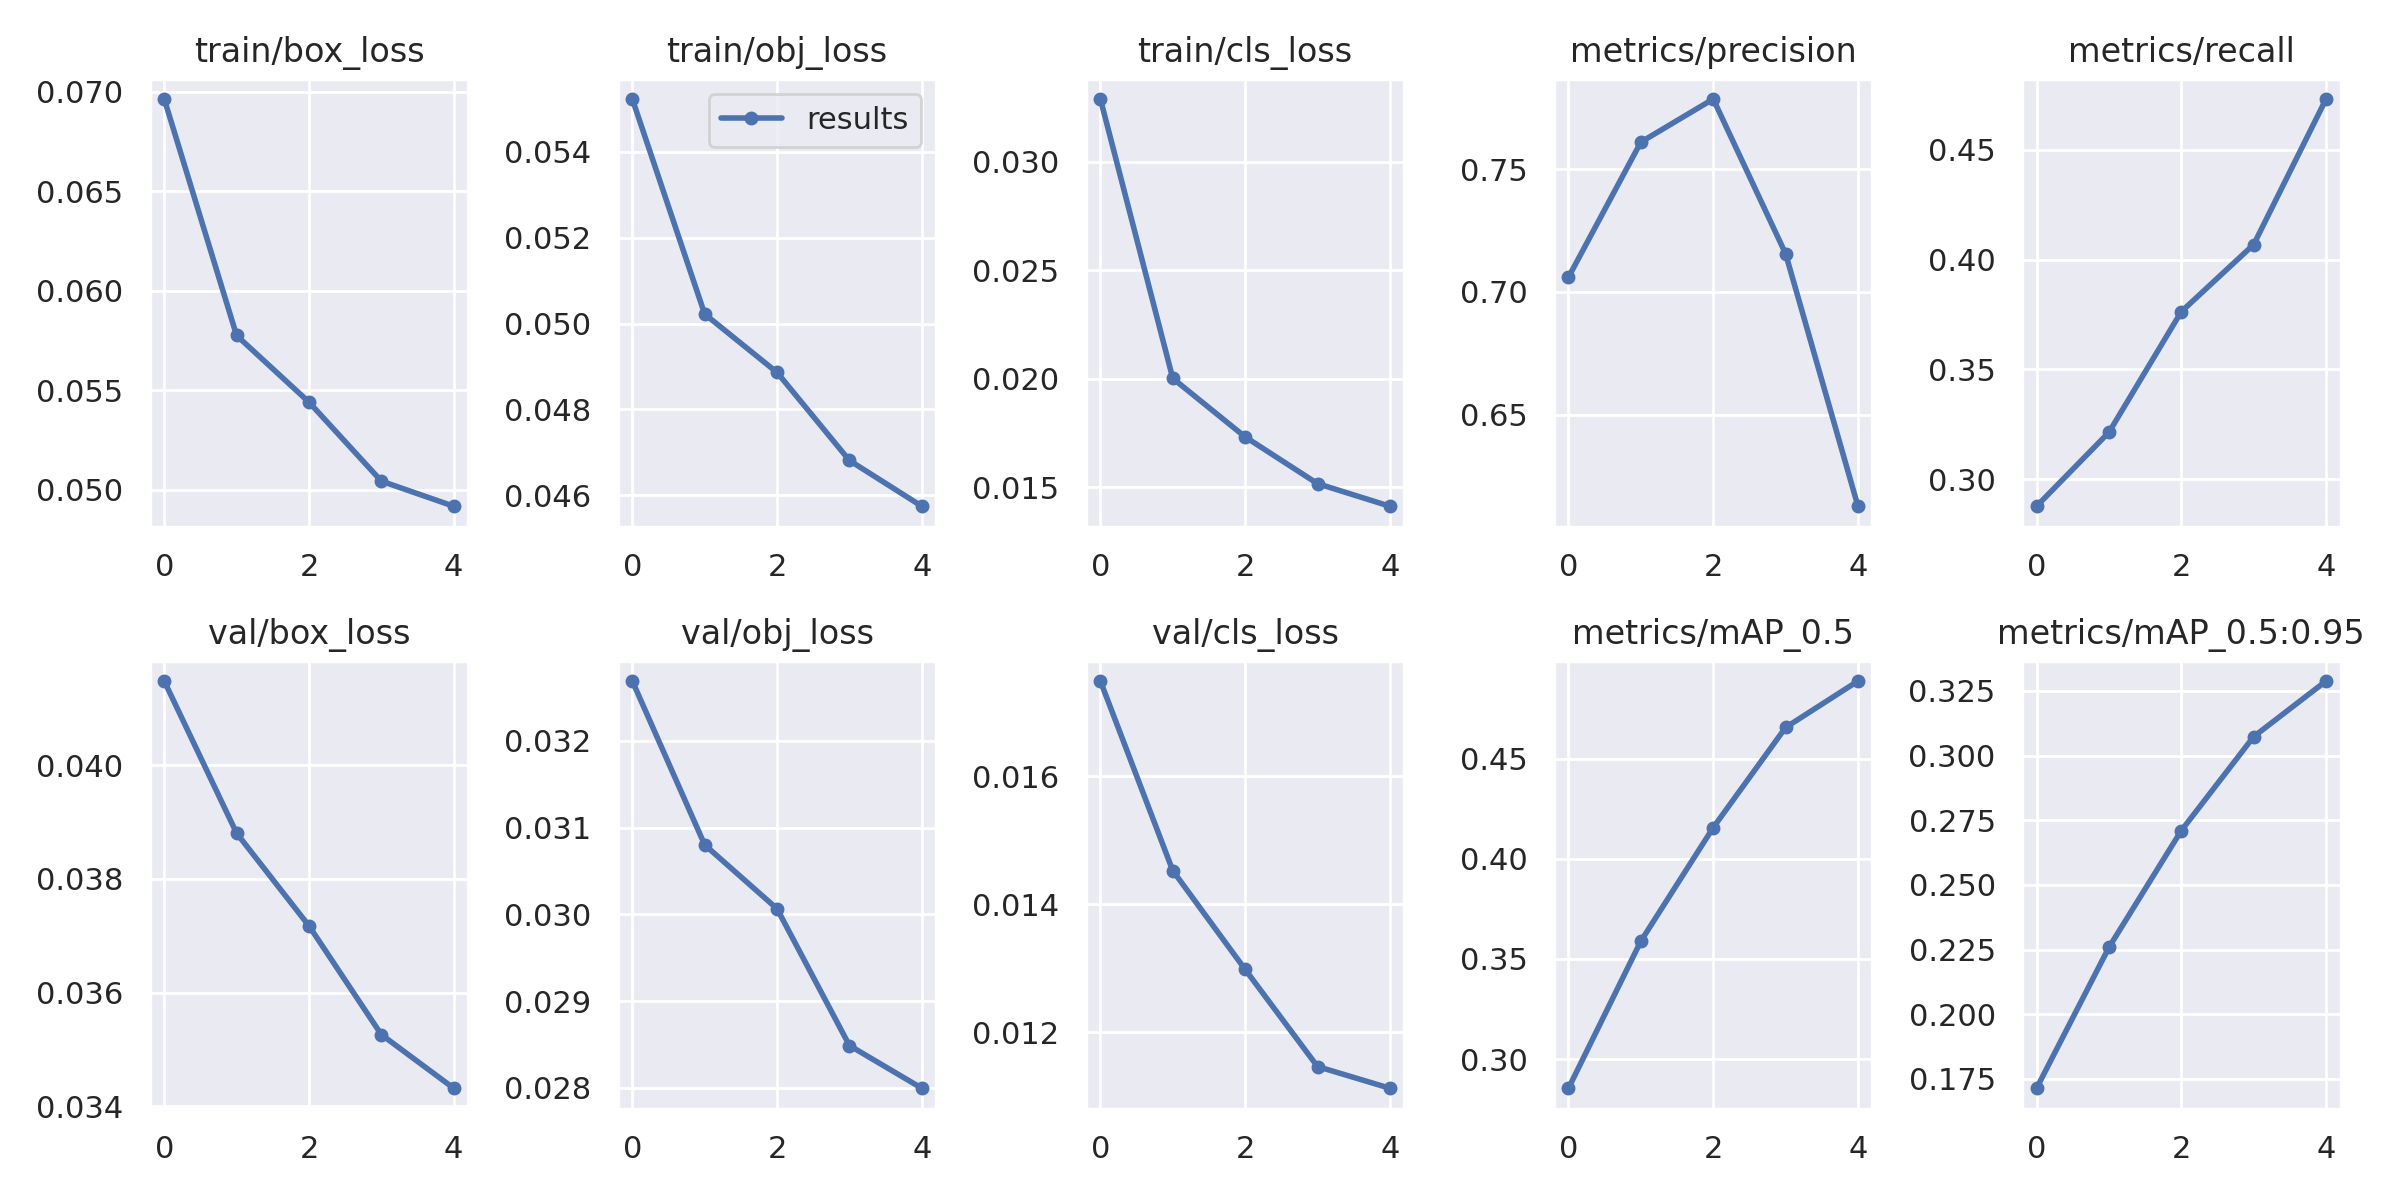 train/box_loss
0.070
0.065
0.060
0.055
0.050
0 2 4
train/obj_loss
results
0.054
0.052
0.050
0.048
0.046
0 2 4
train/cls_loss
0.030
0.025
0.020
0.015
0 2 4
metrics/precision
0.75
0.70
0.65
0 2 4
metrics/recall
0.45
0.40
0.35
0.30
0 2 4
val/box_loss
0.040
0.038
0.036
0.034
0 2 4
val/obj_loss
0.032
0.031
0.030
0.029
0.028
0 2 4
val/cls_loss
0.016
0.014
0.012
0 2 4
metrics/mAP_0.5
0.45
0.40
0.35
0.30
0 2 4
metrics/mAP_0.5:0.95
0.325
0.300
0.275
0.250
0.225
0.200
0.175
0 2 4